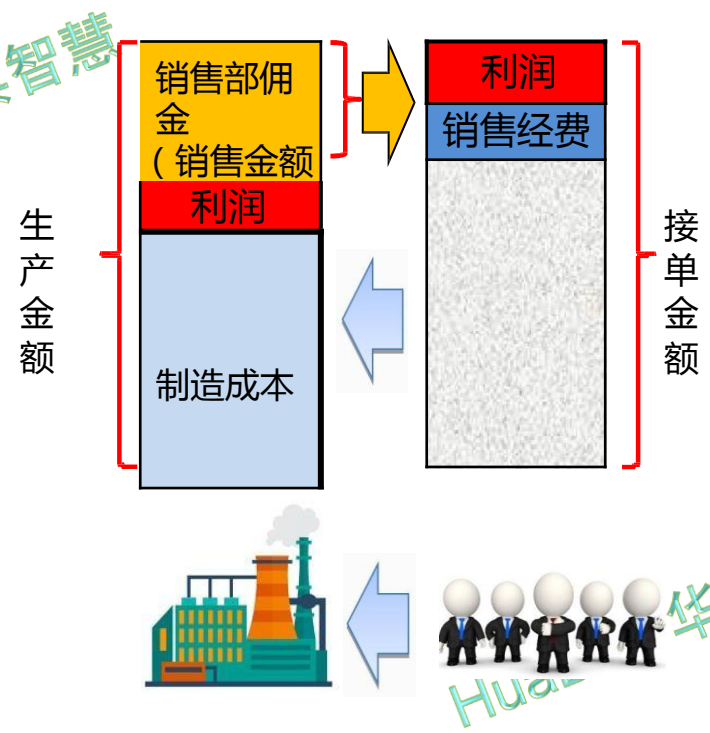 智慧
销售部佣
金
（销售金额
利润
制造成本
生
产
金
额
利润
销售经费
接
单
金
额
华
Hua